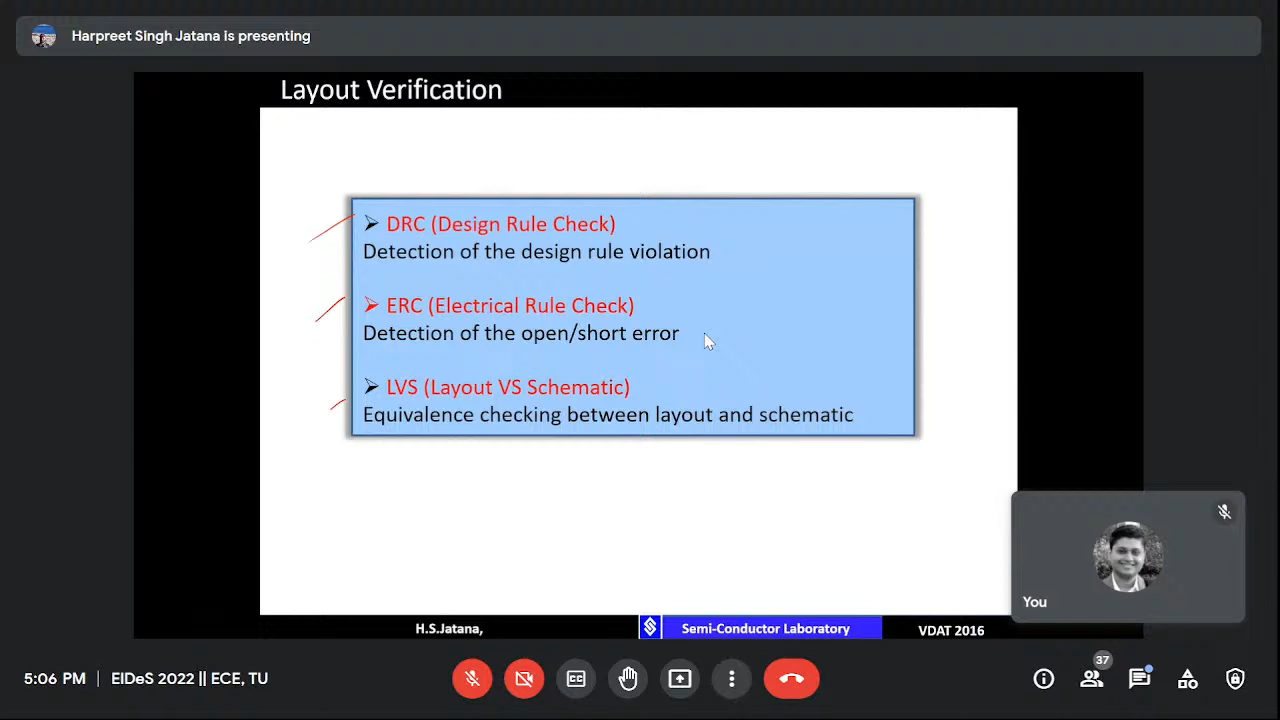 Harpreet Singh Jatana is presenting
Layout Verification
➢ DRC (Design Rule Check)
Detection of the design rule violation
➢ ERC (Electrical Rule Check)
Detection of the open/short error
➢ LVS (Layout VS Schematic)
Equivalence checking between layout and schematic
You
H.S.Jatana,
Semi-Conductor Laboratory
VDAT 2016
37
5:06 PM | EIDeS 2022 || ECE, TU
CC